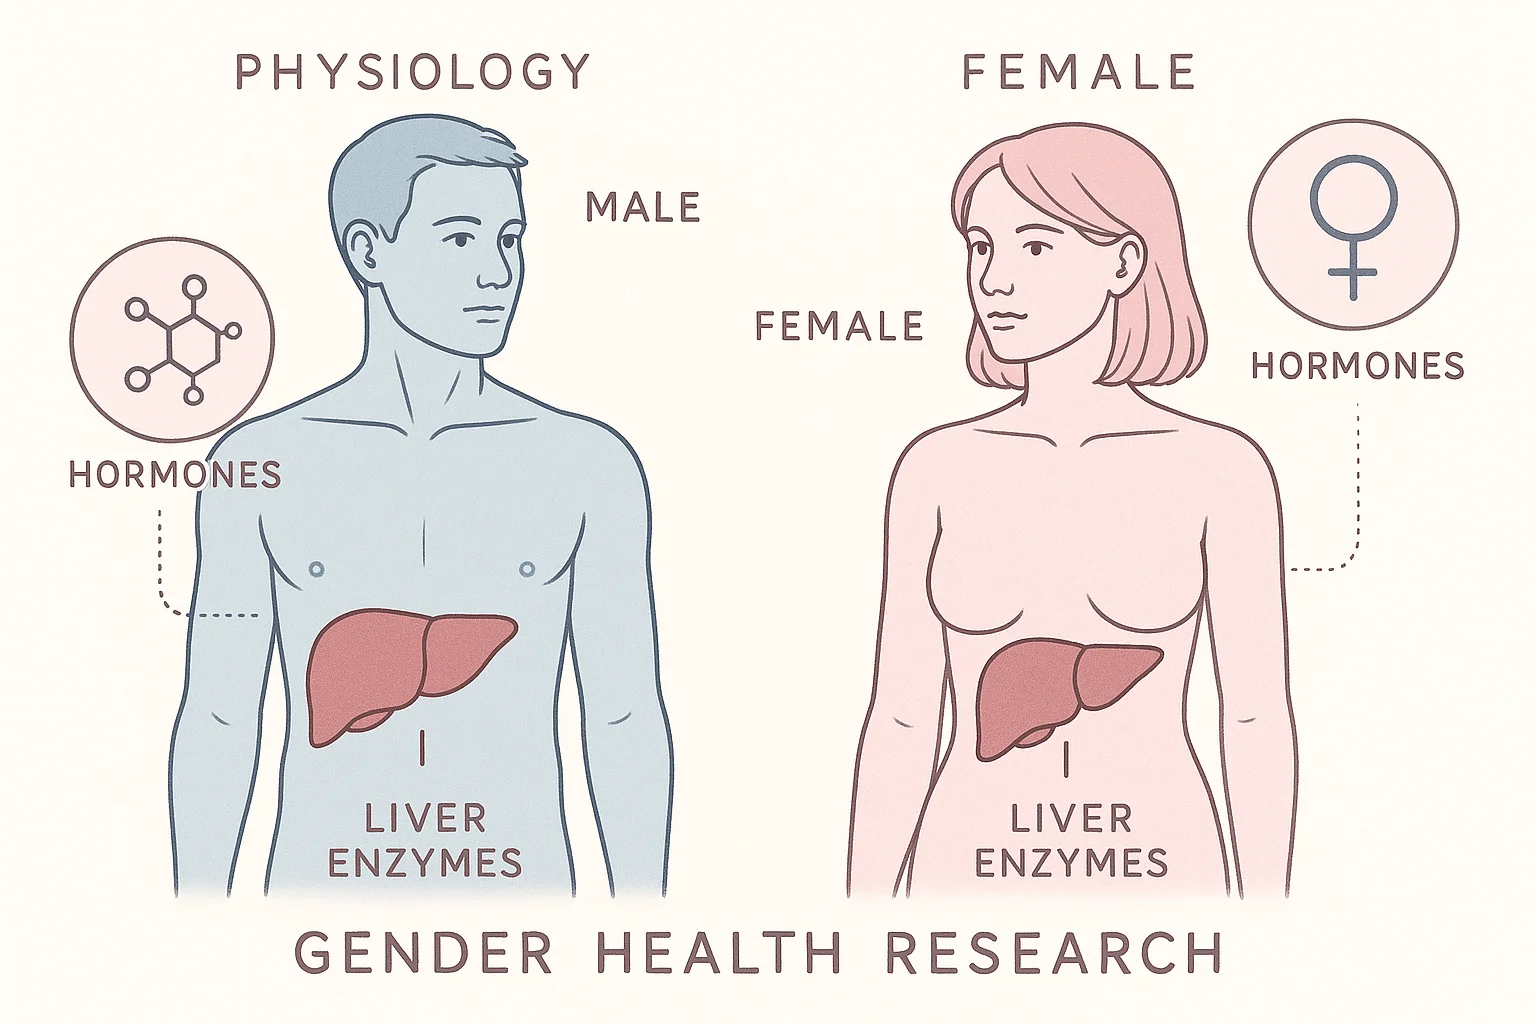 PHYSIOLOGY
FEMALE
MALE
FEMALE
HORMONES
HORMONES
LIVER
ENZYMES
LIVER
ENZYMES
GENDER HEALTH RESEARCH